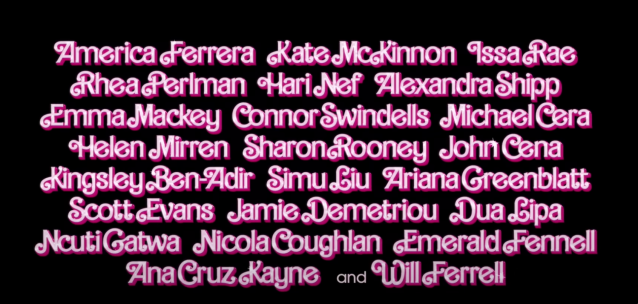 America Ferrera Kate McKinnon Issa Rae
Rhea Perlman Hari Nef Alexandra Shipp
Emma Mackey Connor Swindells Michael Cera
Helen Mirren Sharon Rooney John Cena
Kingsley Ben-Adir Simu Liu Ariana Greenblatt
Scott Evans Jamie Demetriou Dua Lipa
Ncuti Gatwa Nicola Coughlan Emerald Fennell
Ana Cruz Kayne and Will Ferrell